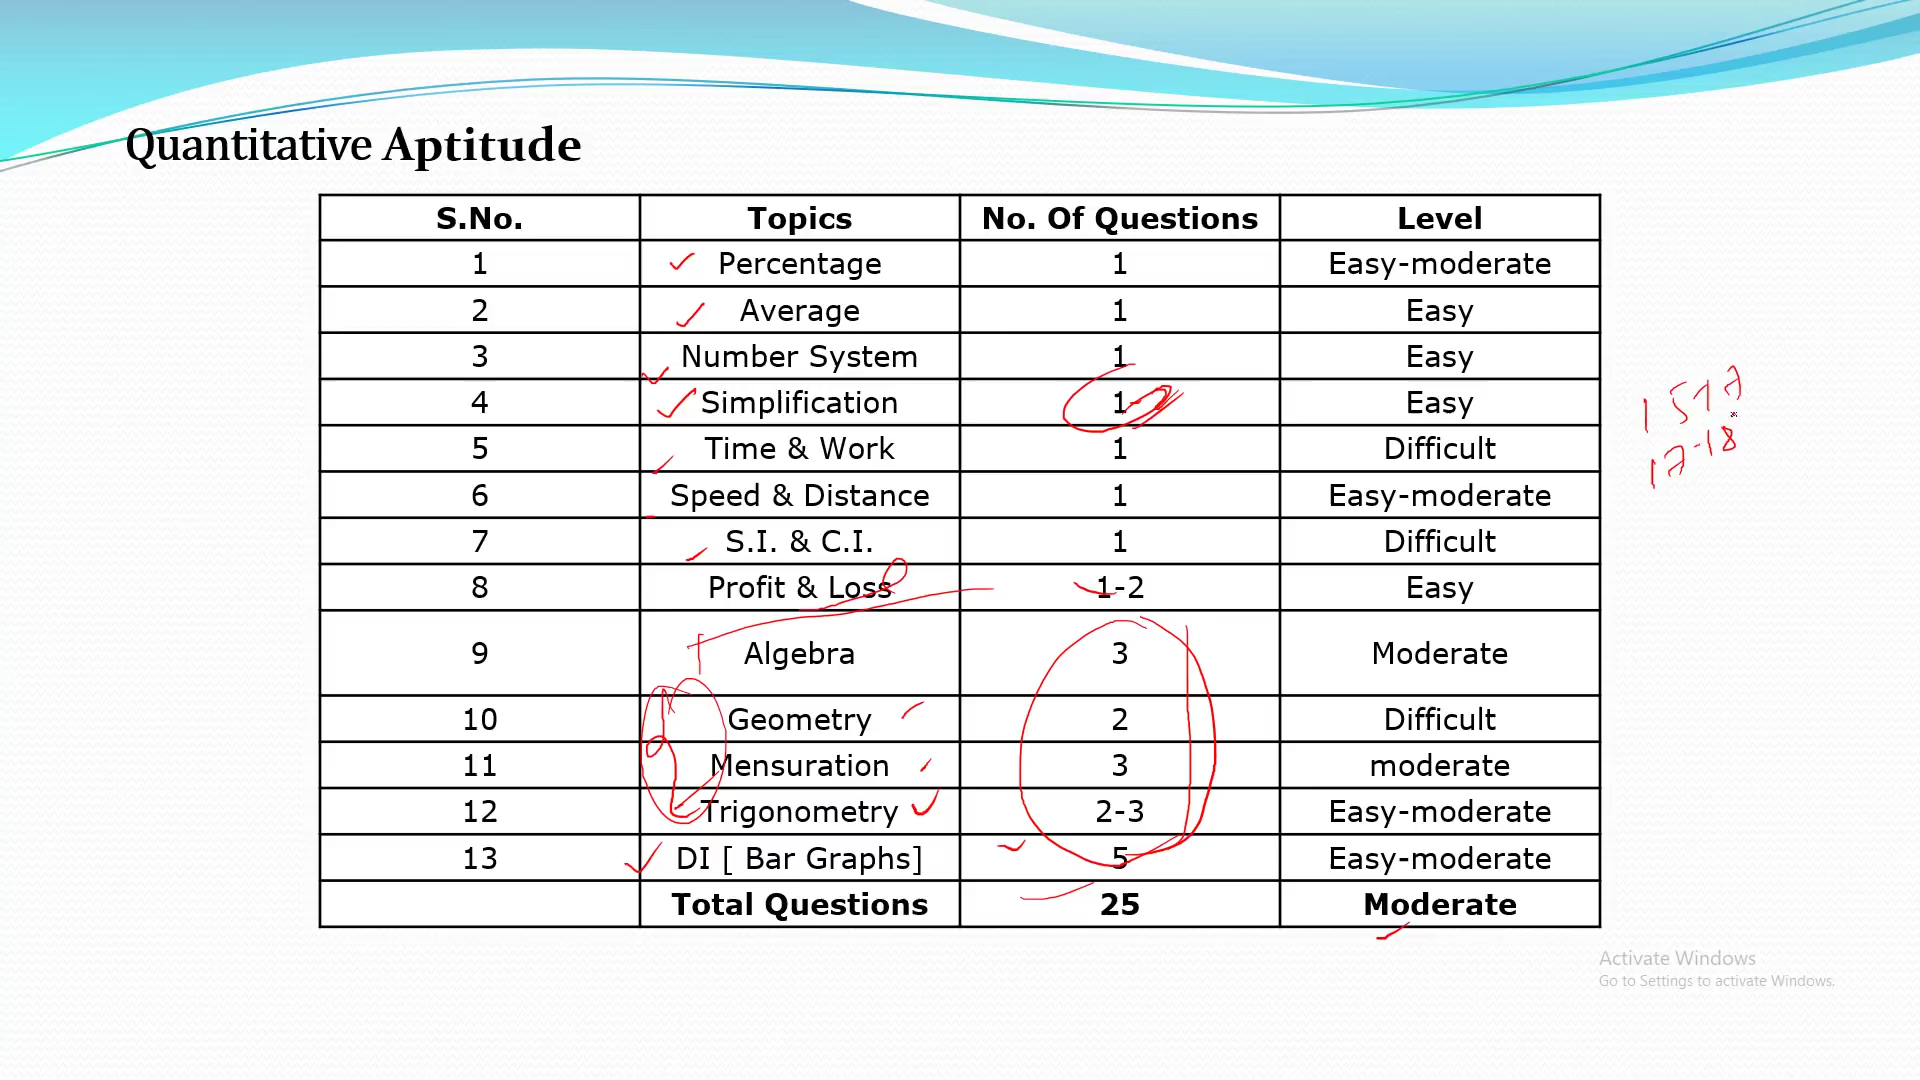 Quantitative Aptitude
S.No. Topics No. Of Questions Level
1 Percentage 1 Easy-moderate
2 Average 1 Easy
3 Number System 1 Easy
4 Simplification 1-2 Easy
5 Time & Work 1 Difficult
6 Speed & Distance 1 Easy-moderate
7 S.I. & C.I. 1 Difficult
8 Profit & Loss 1-2 Easy
9 Algebra 3 Moderate
10 Geometry 2 Difficult
11 Mensuration 3 moderate
12 Trigonometry 2-3 Easy-moderate
13 DI [ Bar Graphs] 5 Easy-moderate
Total Questions 25 Moderate
17-18
Activate Windows
Go to Settings to activate Windows.